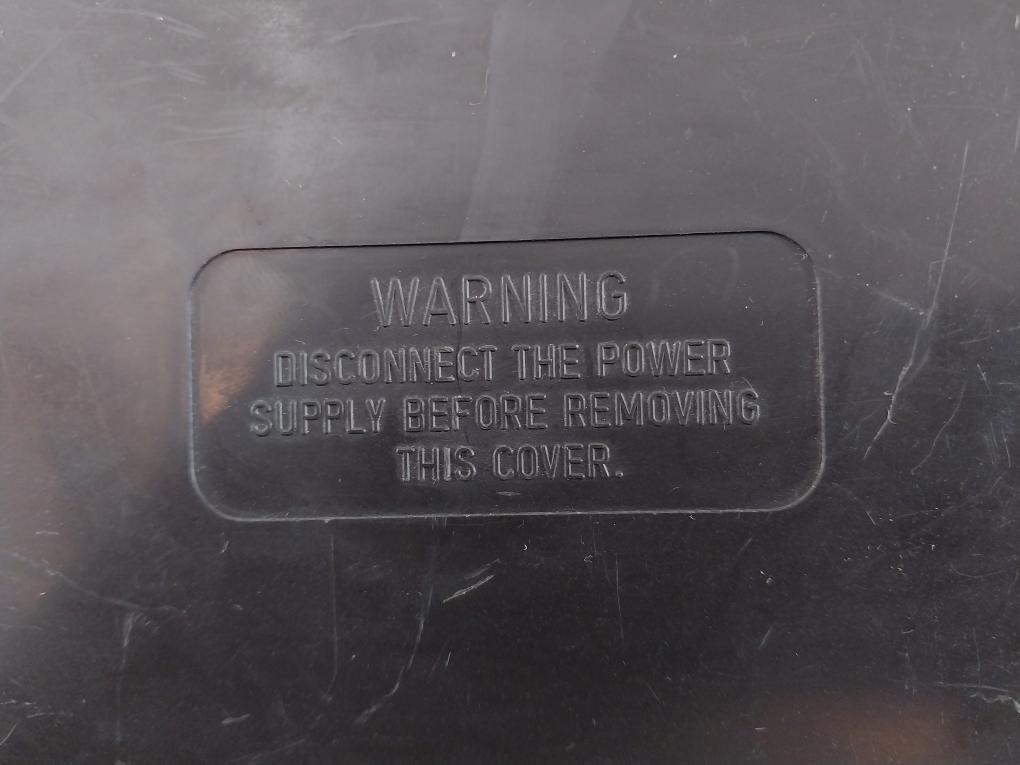 WARNING
DISCONNECT THE POWER
SUPPLY BEFORE REMOVING
THIS COVER.